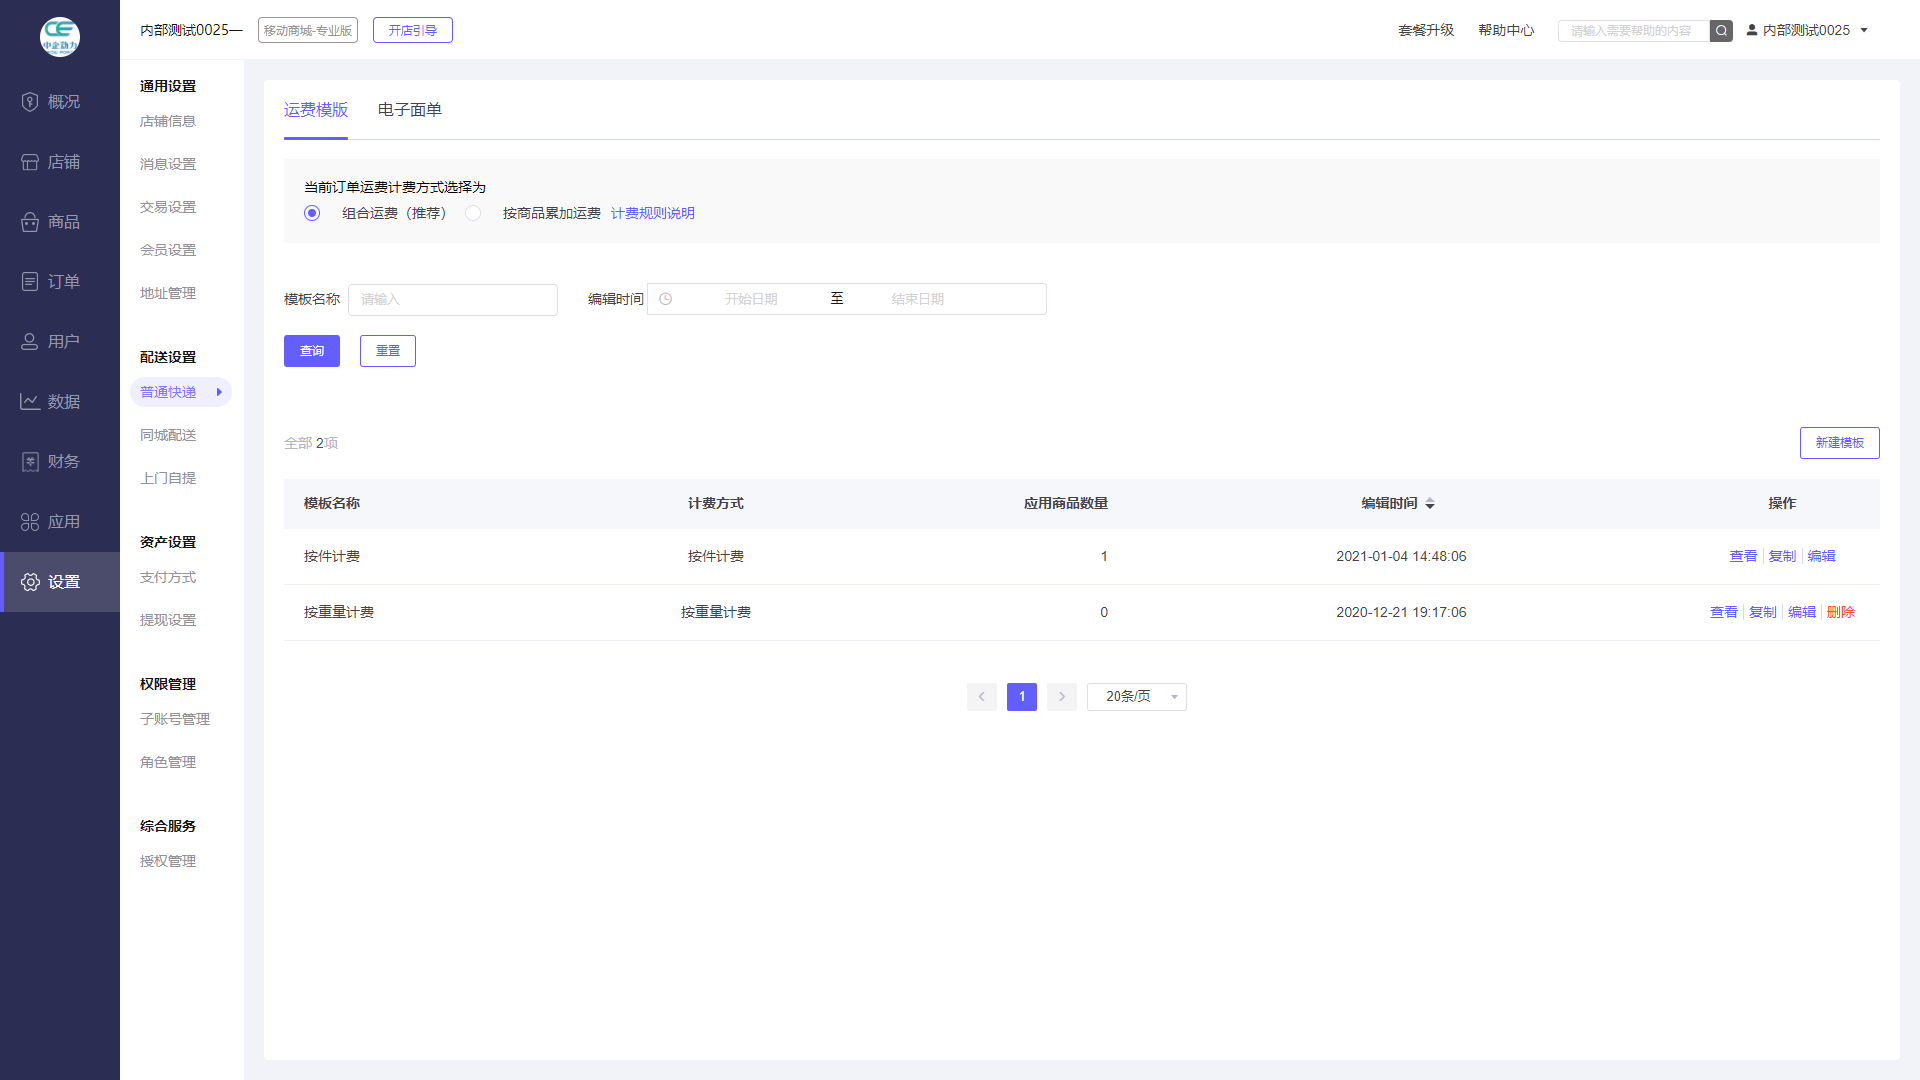 中企动力
内部测试0025—
移动商城-专业版
开店引导
套餐升级
帮助中心
请输入需要帮助的内容
内部测试0025
概况
店铺
商品
订单
用户
数据
财务
应用
设置
通用设置
店铺信息
消息设置
交易设置
会员设置
地址管理
配送设置
普通快递
同城配送
上门自提
资产设置
支付方式
提现设置
权限管理
子账号管理
角色管理
综合服务
授权管理
运费模版 电子面单
当前订单运费计费方式选择为
组合运费（推荐） 按商品累加运费 计费规则说明
模板名称 请输入 编辑时间 开始日期 至 结束日期
查询 重置
全部 2项 新建模板
模板名称 计费方式 应用商品数量 编辑时间 操作
按件计费 按件计费 1 2021-01-04 14:48:06 查看 复制 编辑
按重量计费 按重量计费 0 2020-12-21 19:17:06 查看 复制 编辑 删除
1 20条/页